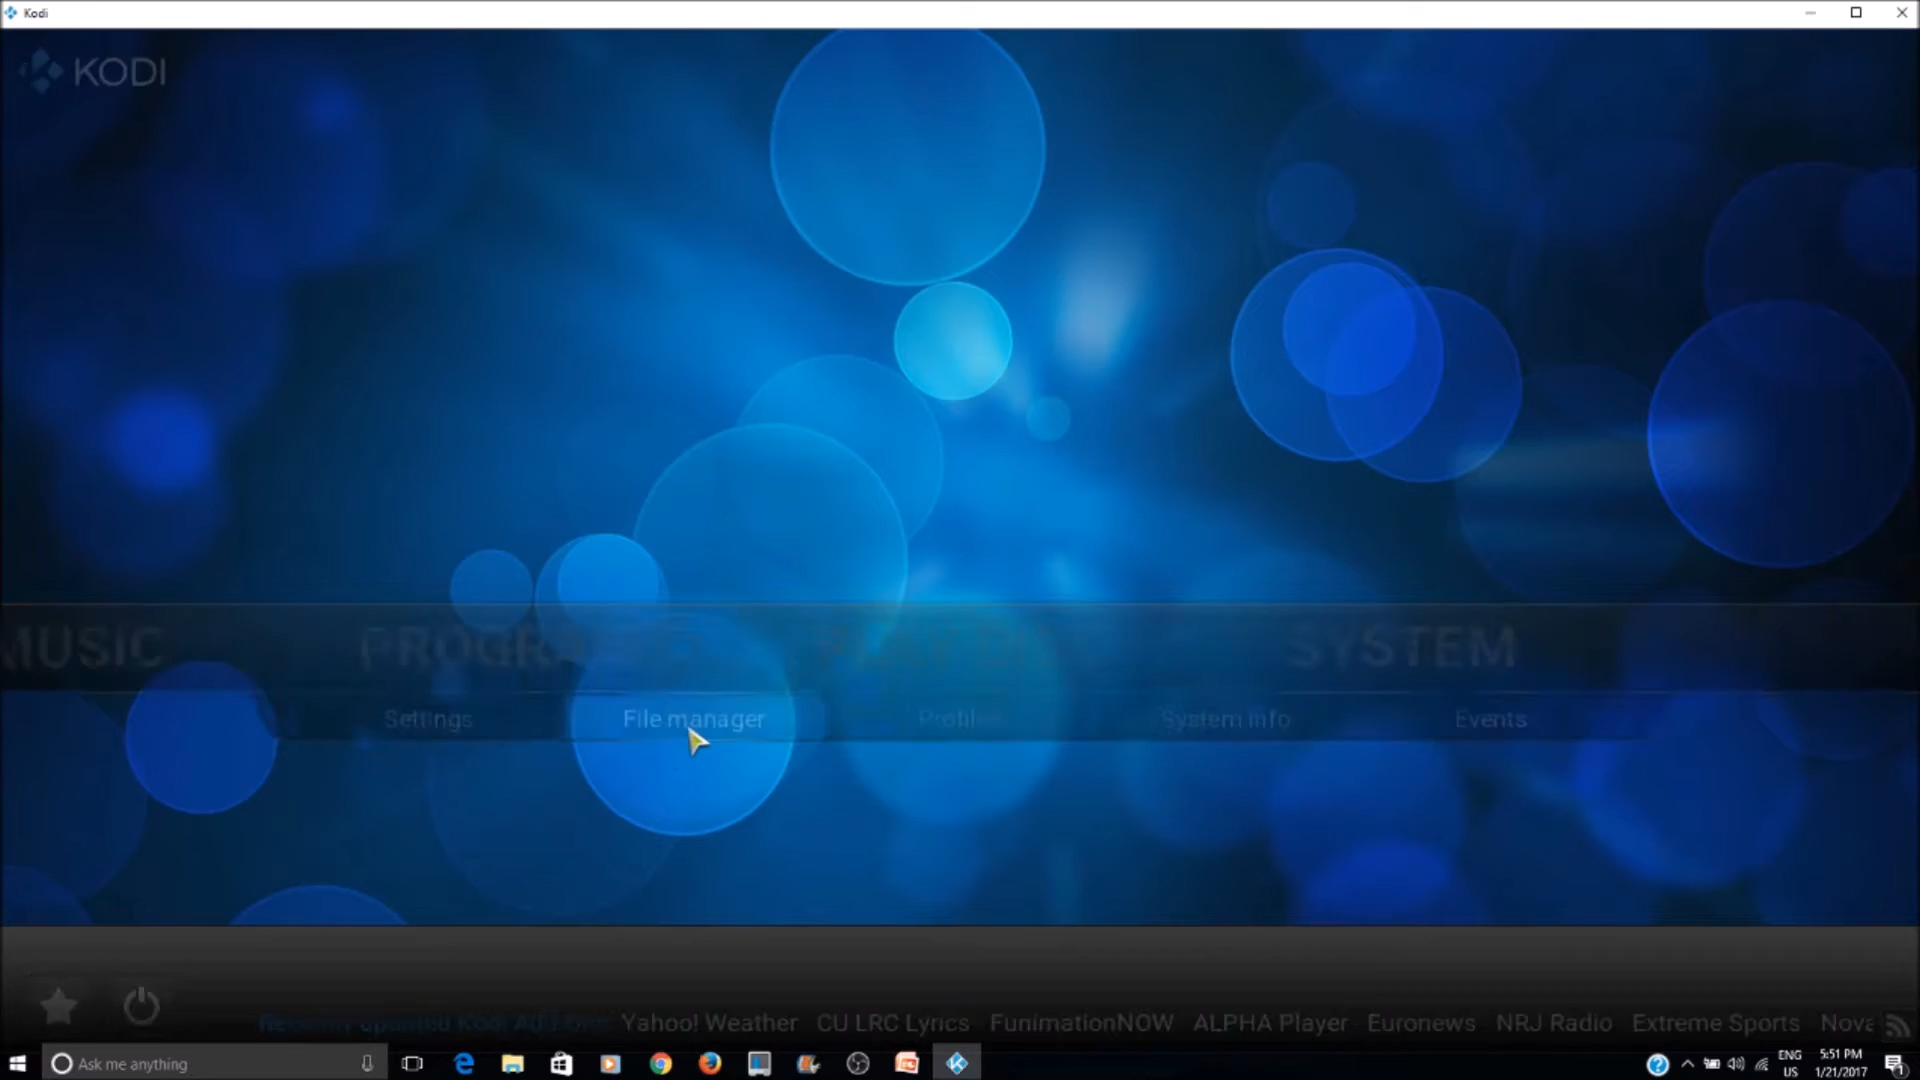 Kodi
KODI
MUSIC SYSTEM
Settings File manager System info Events
Yahoo! Weather CU LRC Lyrics FunimationNOW ALPHA Player Euronews NRJ Radio Extreme Sports
Ask me anything
ENG
US
5:51 PM
1/21/2017